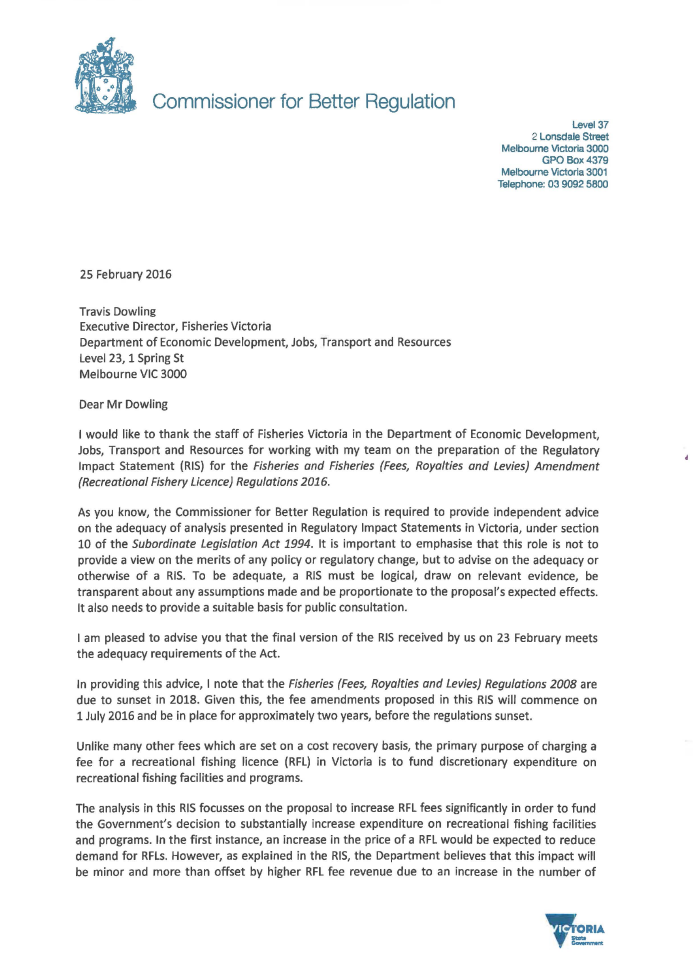 Commissioner for Better Regulation
Level 37
2 Lonsdale Street
Melbourne Victoria 3000
GPO Box 4379
Melbourne Victoria 3001
Telephone: 03 9092 5800
25 February 2016
Travis Dowling
Executive Director, Fisheries Victoria
Department of Economic Development, Jobs, Transport and Resources
Level 23, 1 Spring St
Melbourne VIC 3000
Dear Mr Dowling
I would like to thank the staff of Fisheries Victoria in the Department of Economic Development,
Jobs, Transport and Resources for working with my team on the preparation of the Regulatory
Impact Statement (RIS) for the Fisheries and Fisheries (Fees, Royalties and Levies) Amendment
(Recreational Fishery Licence) Regulations 2016.
As you know, the Commissioner for Better Regulation is required to provide independent advice
on the adequacy of analysis presented in Regulatory Impact Statements in Victoria, under section
10 of the Subordinate Legislation Act 1994. It is important to emphasise that this role is not to
provide a view on the merits of any policy or regulatory change, but to advise on the adequacy or
otherwise of a RIS. To be adequate, a RIS must be logical, draw on relevant evidence, be
transparent about any assumptions made and be proportionate to the proposal's expected effects.
It also needs to provide a suitable basis for public consultation.
I am pleased to advise you that the final version of the RIS received by us on 23 February meets
the adequacy requirements of the Act.
In providing this advice, I note that the Fisheries (Fees, Royalties and Levies) Regulations 2008 are
due to sunset in 2018. Given this, the fee amendments proposed in this RIS will commence on
1 July 2016 and be in place for approximately two years, before the regulations sunset.
Unlike many other fees which are set on a cost recovery basis, the primary purpose of charging a
fee for a recreational fishing licence (RFL) in Victoria is to fund discretionary expenditure on
recreational fishing facilities and programs.
The analysis in this RIS focusses on the proposal to increase RFL fees significantly in order to fund
the Government's decision to substantially increase expenditure on recreational fishing facilities
and programs. In the first instance, an increase in the price of a RFL would be expected to reduce
demand for RFLs. However, as explained in the RIS, the Department believes that this impact will
be minor and more than offset by higher RFL fee revenue due to an increase in the number of
VICTORIA
State
Government